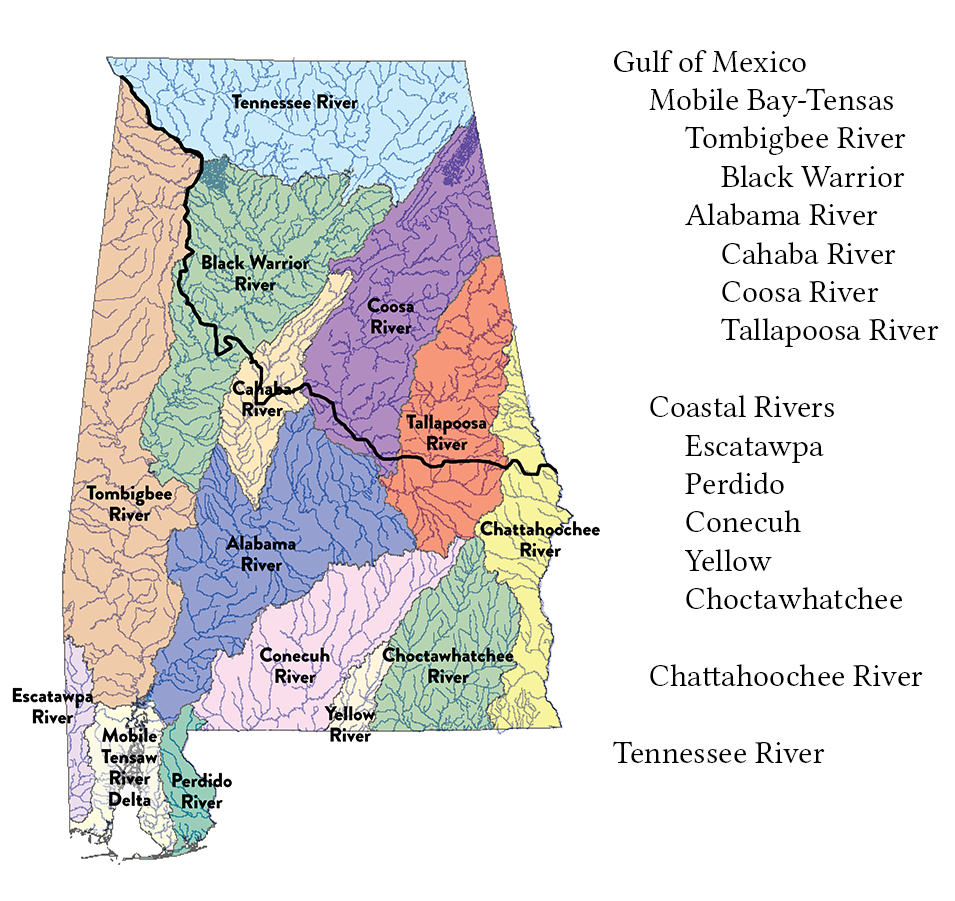 Tennessee River
Black Warrior
River
Coosa
River
Cahaba
River
Tallapoosa
River
Tombigbee
River
Chattahoochee
River
Alabama
River
Conecuh
River
Choctawhatchee
River
Escatawpa
River
Yellow
River
Mobile
Tensaw
River
Delta
Perdido
River
Gulf of Mexico
Mobile Bay-Tensas
Tombigbee River
Black Warrior
Alabama River
Cahaba River
Coosa River
Tallapoosa River
Coastal Rivers
Escatawpa
Perdido
Conecuh
Yellow
Choctawhatchee
Chattahoochee River
Tennessee River